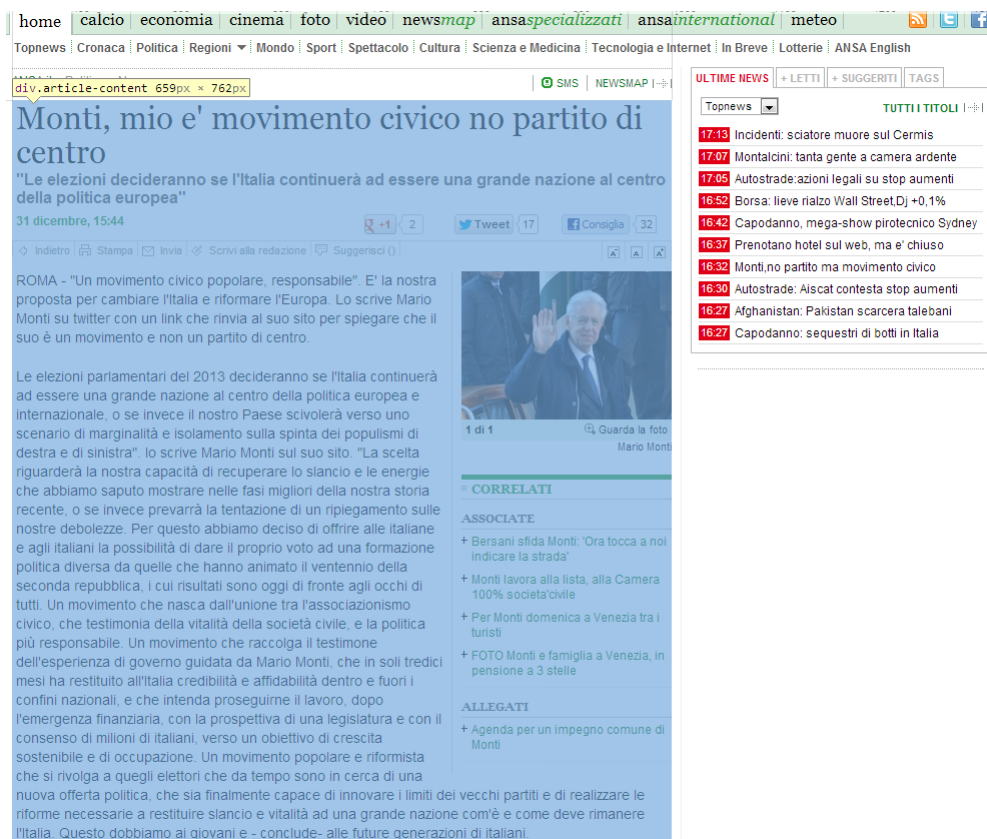 home calcio economia cinema foto video newsmap ansaspecializzati ansainternational meteo
Topnews Cronaca Politica Regioni Mondo Sport Spettacolo Cultura Scienza e Medicina Tecnologia e Internet In Breve Lotterie ANSA English
div.article-content 659px × 762px
SMS NEWSMAP
Monti, mio e' movimento civico no partito di
centro
"Le elezioni decideranno se l'Italia continuerà ad essere una grande nazione al centro
della politica europea"
31 dicembre, 15:44
+1 2 Tweet 17 Consiglia 32
Indietro Stampa Invia Scrivi alla redazione Suggerisci ()
A A A
ROMA - "Un movimento civico popolare, responsabile". E' la nostra
proposta per cambiare l'Italia e riformare l'Europa. Lo scrive Mario
Monti su twitter con un link che rinvia al suo sito per spiegare che il
suo è un movimento e non un partito di centro.
Le elezioni parlamentari del 2013 decideranno se l'Italia continuerà
ad essere una grande nazione al centro della politica europea e
internazionale, o se invece il nostro Paese scivolerà verso uno
scenario di marginalità e isolamento sulla spinta dei populismi di
destra e di sinistra". lo scrive Mario Monti sul suo sito. "La scelta
riguarderà la nostra capacità di recuperare lo slancio e le energie
che abbiamo saputo mostrare nelle fasi migliori della nostra storia
recente, o se invece prevarrà la tentazione di un ripiegamento sulle
nostre debolezze. Per questo abbiamo deciso di offrire alle italiane
e agli italiani la possibilità di dare il proprio voto ad una formazione
politica diversa da quelle che hanno animato il ventennio della
seconda repubblica, i cui risultati sono oggi di fronte agli occhi di
tutti. Un movimento che nasca dall'unione tra l'associazionismo
civico, che testimonia della vitalità della società civile, e la politica
più responsabile. Un movimento che raccolga il testimone
dell'esperienza di governo guidata da Mario Monti, che in soli tredici
mesi ha restituito all'Italia credibilità e affidabilità dentro e fuori i
confini nazionali, e che intenda proseguirne il lavoro, dopo
l'emergenza finanziaria, con la prospettiva di una legislatura e con il
consenso di milioni di italiani, verso un obiettivo di crescita
sostenibile e di occupazione. Un movimento popolare e riformista
che si rivolga a quegli elettori che da tempo sono in cerca di una
nuova offerta politica, che sia finalmente capace di innovare i limiti dei vecchi partiti e di realizzare le
riforme necessarie a restituire slancio e vitalità ad una grande nazione com'è e come deve rimanere
l'Italia. Questo dobbiamo ai giovani e - conclude- alle future generazioni di italiani.
1 di 1 Guarda la foto
Mario Monti
CORRELATI
ASSOCIATE
+ Bersani sfida Monti: 'Ora tocca a noi
indicare la strada'
+ Monti lavora alla lista, alla Camera
100% societa'civile
+ Per Monti domenica a Venezia tra i
turisti
+ FOTO Monti e famiglia a Venezia, in
pensione a 3 stelle
ALLEGATI
+ Agenda per un impegno comune di
Monti
ULTIME NEWS + LETTI + SUGGERITI TAGS
Topnews TUTTI I TITOLI
17:13 Incidenti: sciatore muore sul Cermis
17:07 Montalcini: tanta gente a camera ardente
17:05 Autostrade:azioni legali su stop aumenti
16:52 Borsa: lieve rialzo Wall Street,Dj +0,1%
16:42 Capodanno, mega-show pirotecnico Sydney
16:37 Prenotano hotel sul web, ma e' chiuso
16:32 Monti,no partito ma movimento civico
16:30 Autostrade: Aiscat contesta stop aumenti
16:27 Afghanistan: Pakistan scarcera talebani
16:27 Capodanno: sequestri di botti in Italia